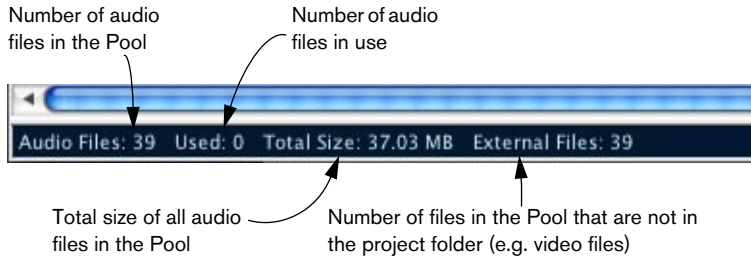 Number of audio
files in the Pool
Number of audio
files in use
Audio Files: 39 Used: 0 Total Size: 37.03 MB External Files: 39
Total size of all audio
files in the Pool
Number of files in the Pool that are not in
the project folder (e.g. video files)